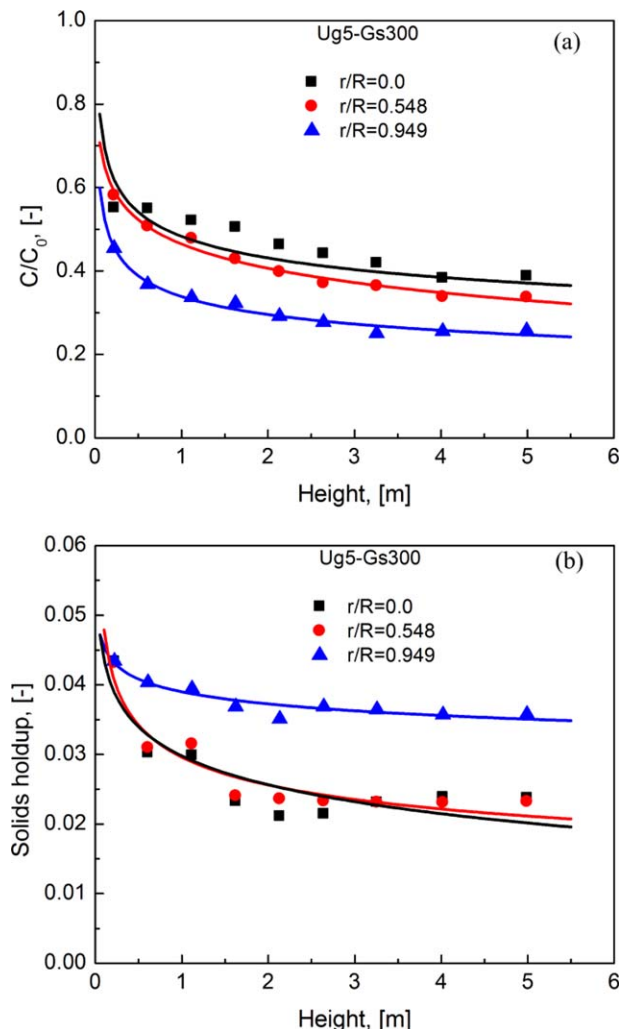 Ug5-Gs300 (a)
r/R=0.0
r/R=0.548
r/R=0.949
1.0
0.8
0.6
0.4
0.2
0.0
C/C₀, [-]
0 1 2 3 4 5 6
Height, [m]
Ug5-Gs300 (b)
r/R=0.0
r/R=0.548
r/R=0.949
0.06
0.05
0.04
0.03
0.02
0.01
0.00
Solids holdup, [-]
0 1 2 3 4 5 6
Height, [m]